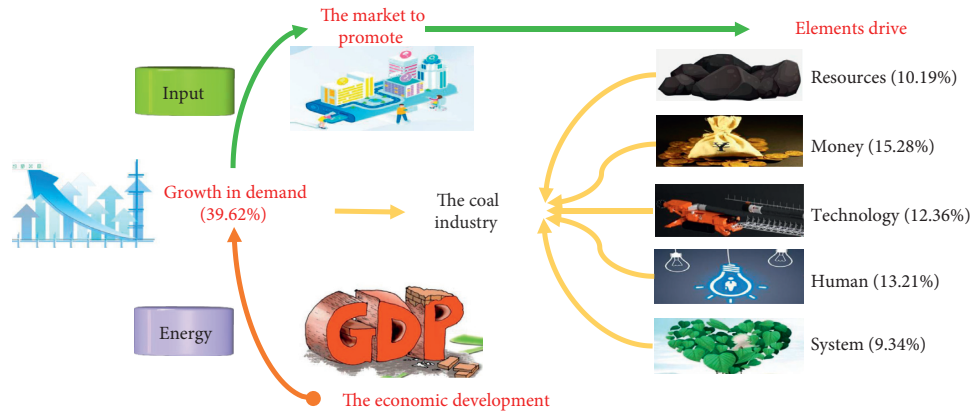 The market to
promote
Elements drive
Input
Resources (10.19%)
¥
Money (15.28%)
Growth in demand
(39.62%)
The coal
industry
Technology (12.36%)
Human (13.21%)
Energy
GDP
System (9.34%)
The economic development